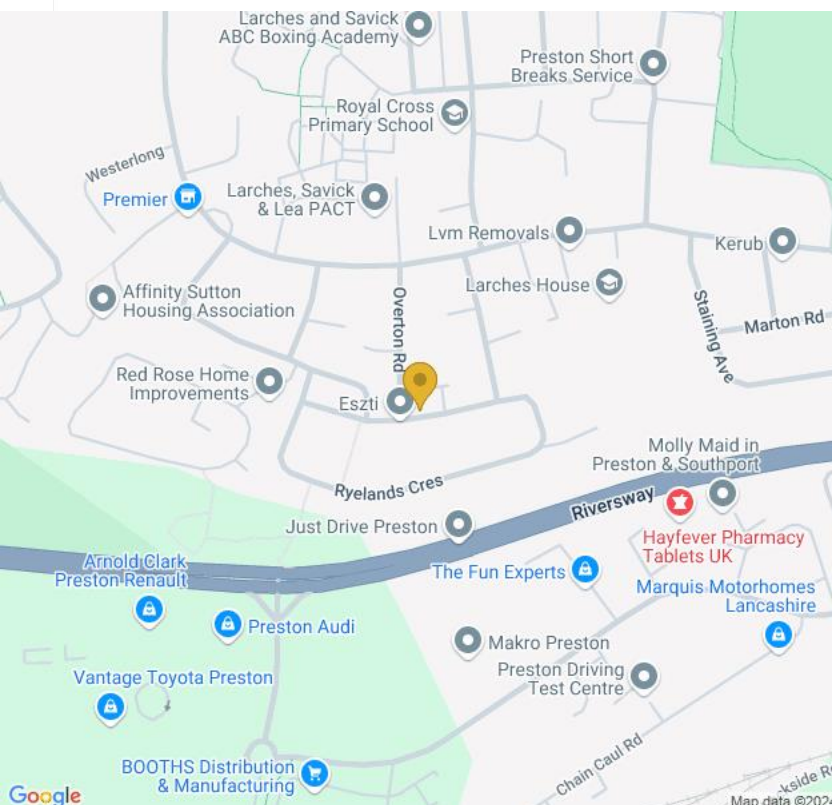 Larches and Savick
ABC Boxing Academy
Preston Short
Breaks Service
Royal Cross
Primary School
Westerlong
Premier
Larches, Savick
& Lea PACT
Lvm Removals
Kerub
Larches House
Affinity Sutton
Housing Association
Overton Rd
Staining Ave
Marton Rd
Red Rose Home
Improvements
Eszti
Molly Maid in
Preston & Southport
Ryelands Cres
Riversway
Just Drive Preston
Hayfever Pharmacy
Tablets UK
Arnold Clark
Preston Renault
The Fun Experts
Marquis Motorhomes
Lancashire
Preston Audi
Makro Preston
Preston Driving
Test Centre
Vantage Toyota Preston
BOOTHS Distribution
& Manufacturing
Chain Caul Rd
Google